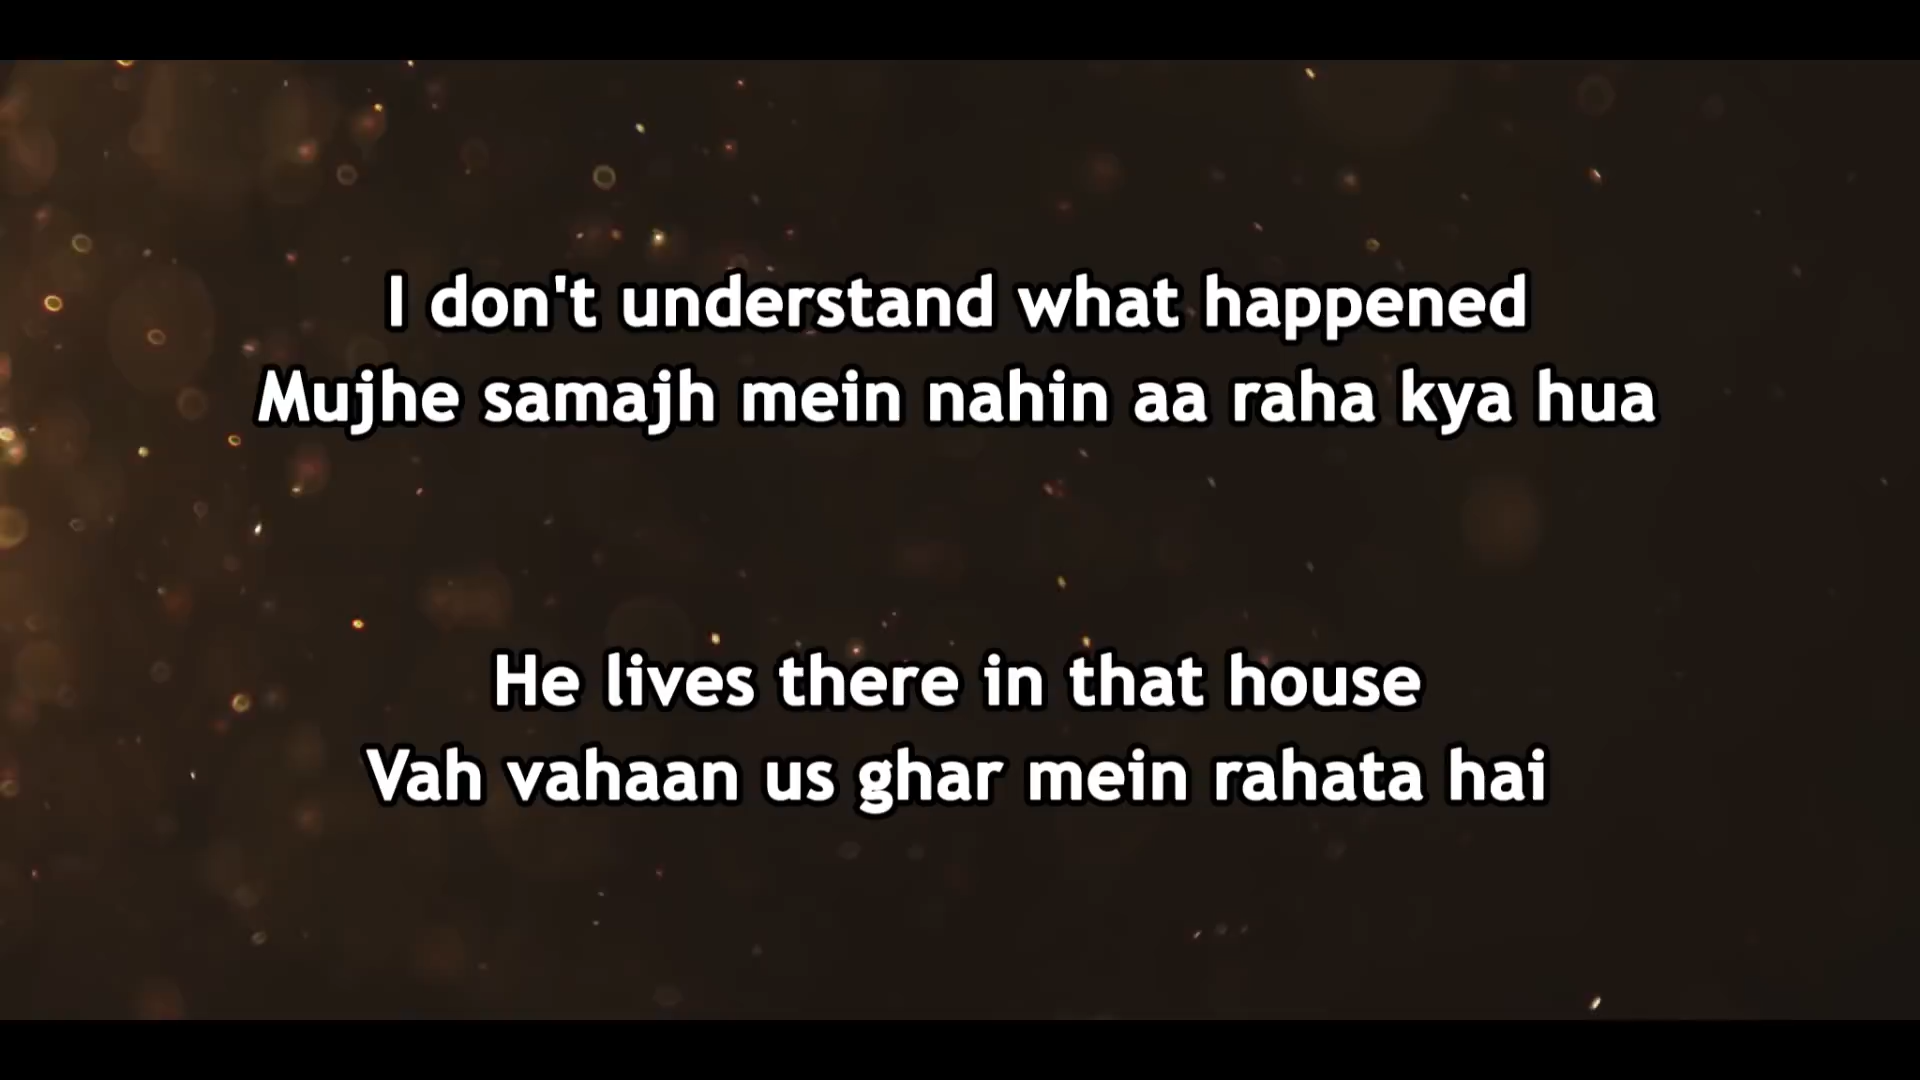 I don't understand what happened
Mujhe samajh mein nahin aa raha kya hua
He lives there in that house
Vah vahaan us ghar mein rahata hai